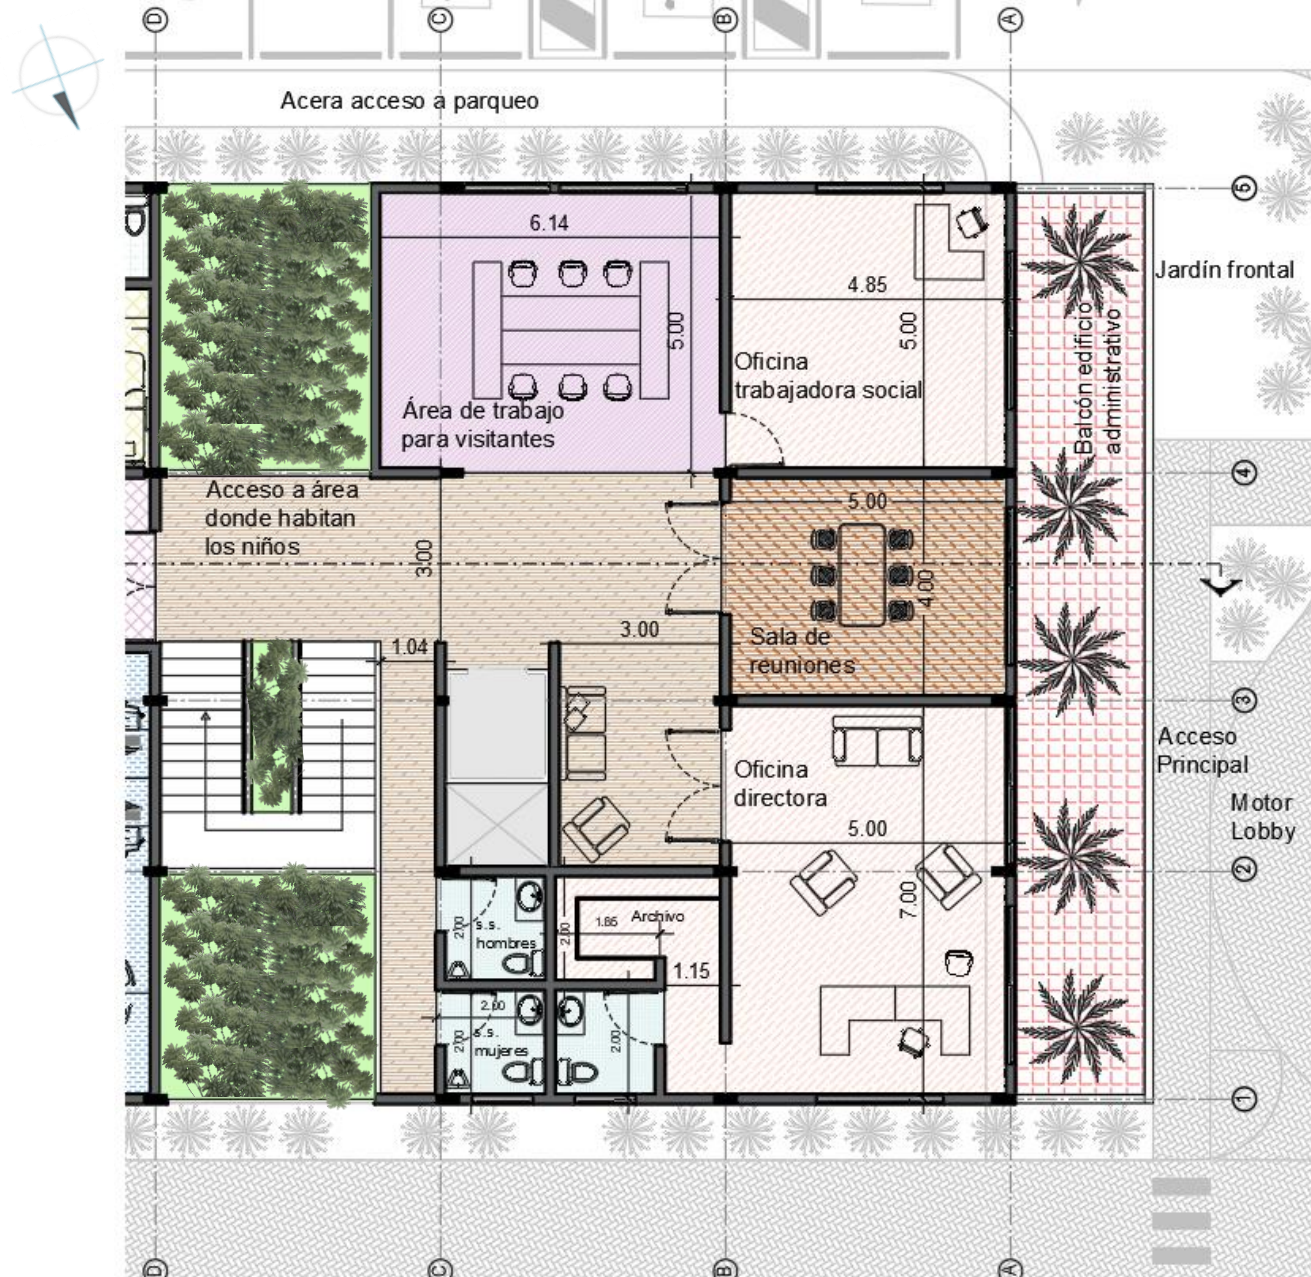 D
C
B
A
Acera acceso a parqueo
5
6.14
Jardín frontal
4.85
5.00
5.00
Balcón edificio
administrativo
Oficina
trabajadora social
Área de trabajo
para visitantes
4
Acceso a área
donde habitan
los niños
5.00
3.00
4.00
3.00
Sala de
reuniones
1.04
3
Acceso
Principal
Oficina
directora
Motor
Lobby
5.00
2
7.00
2.00
s.s.
hombres
2.00
1.85
Archivo
1.15
2.00
2.00
s.s.
mujeres
2.00
1
D
C
B
A